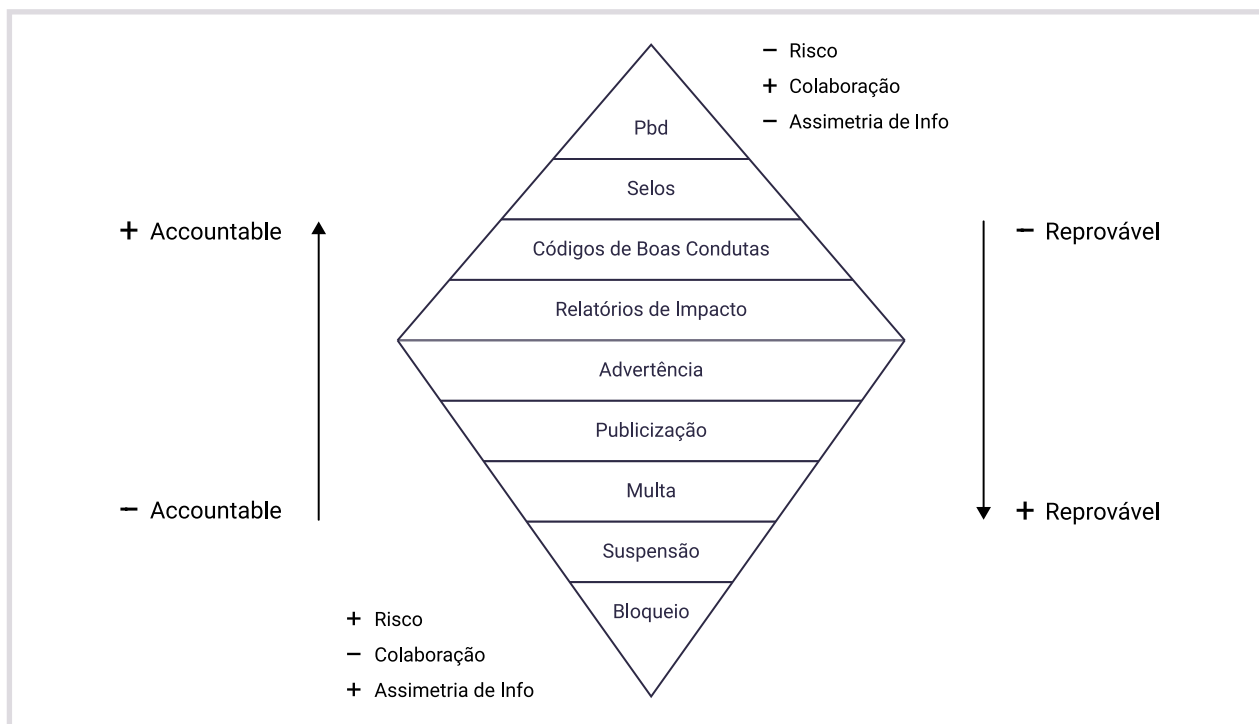 − Risco
+ Colaboração
− Assimetria de Info
Pbd
Selos
Códigos de Boas Condutas
Relatórios de Impacto
Advertência
Publicização
Multa
Suspensão
Bloqueio
+ Accountable
− Accountable
− Reprovável
+ Reprovável
+ Risco
− Colaboração
+ Assimetria de Info